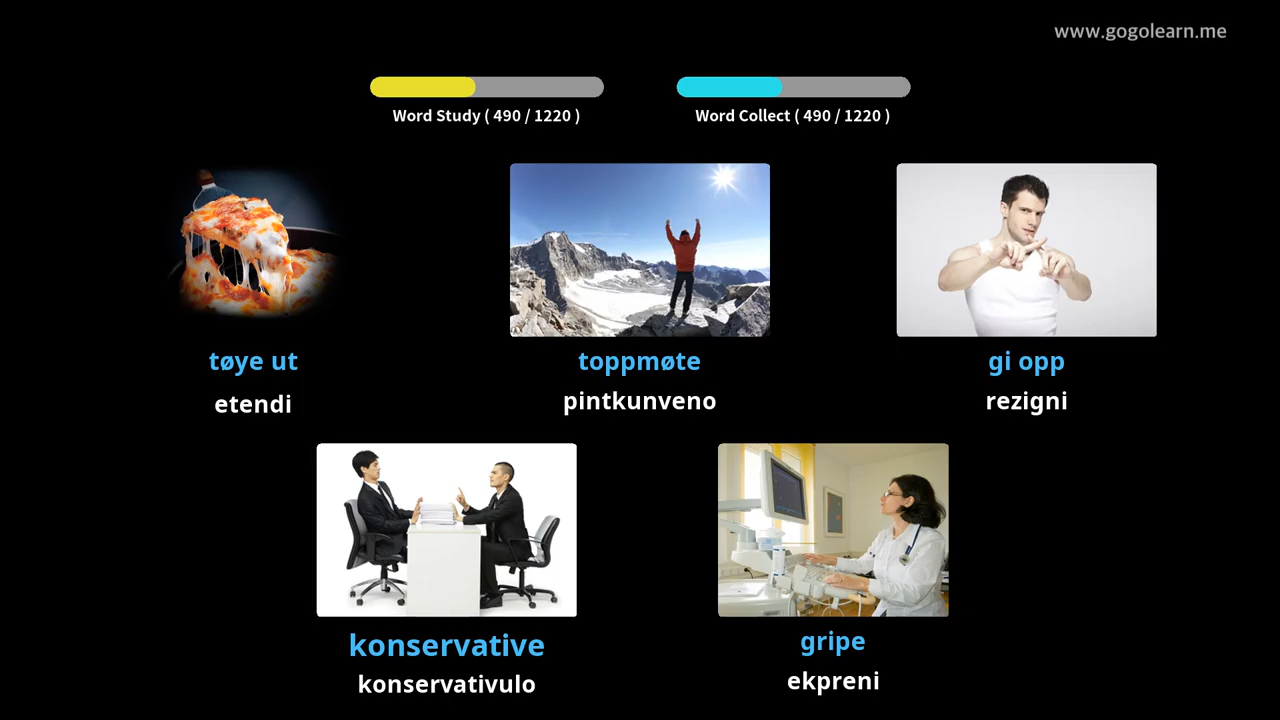 www.gogolearn.me
Word Study ( 490 / 1220 )
Word Collect ( 490 / 1220 )
tøye ut
etendi
toppmøte
pintkunveno
gi opp
rezigni
konservative
konservativulo
gripe
ekpreni